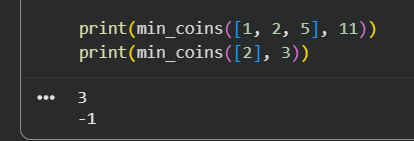 print(min_coins([1, 2, 5], 11))
print(min_coins([2], 3))
3
-1